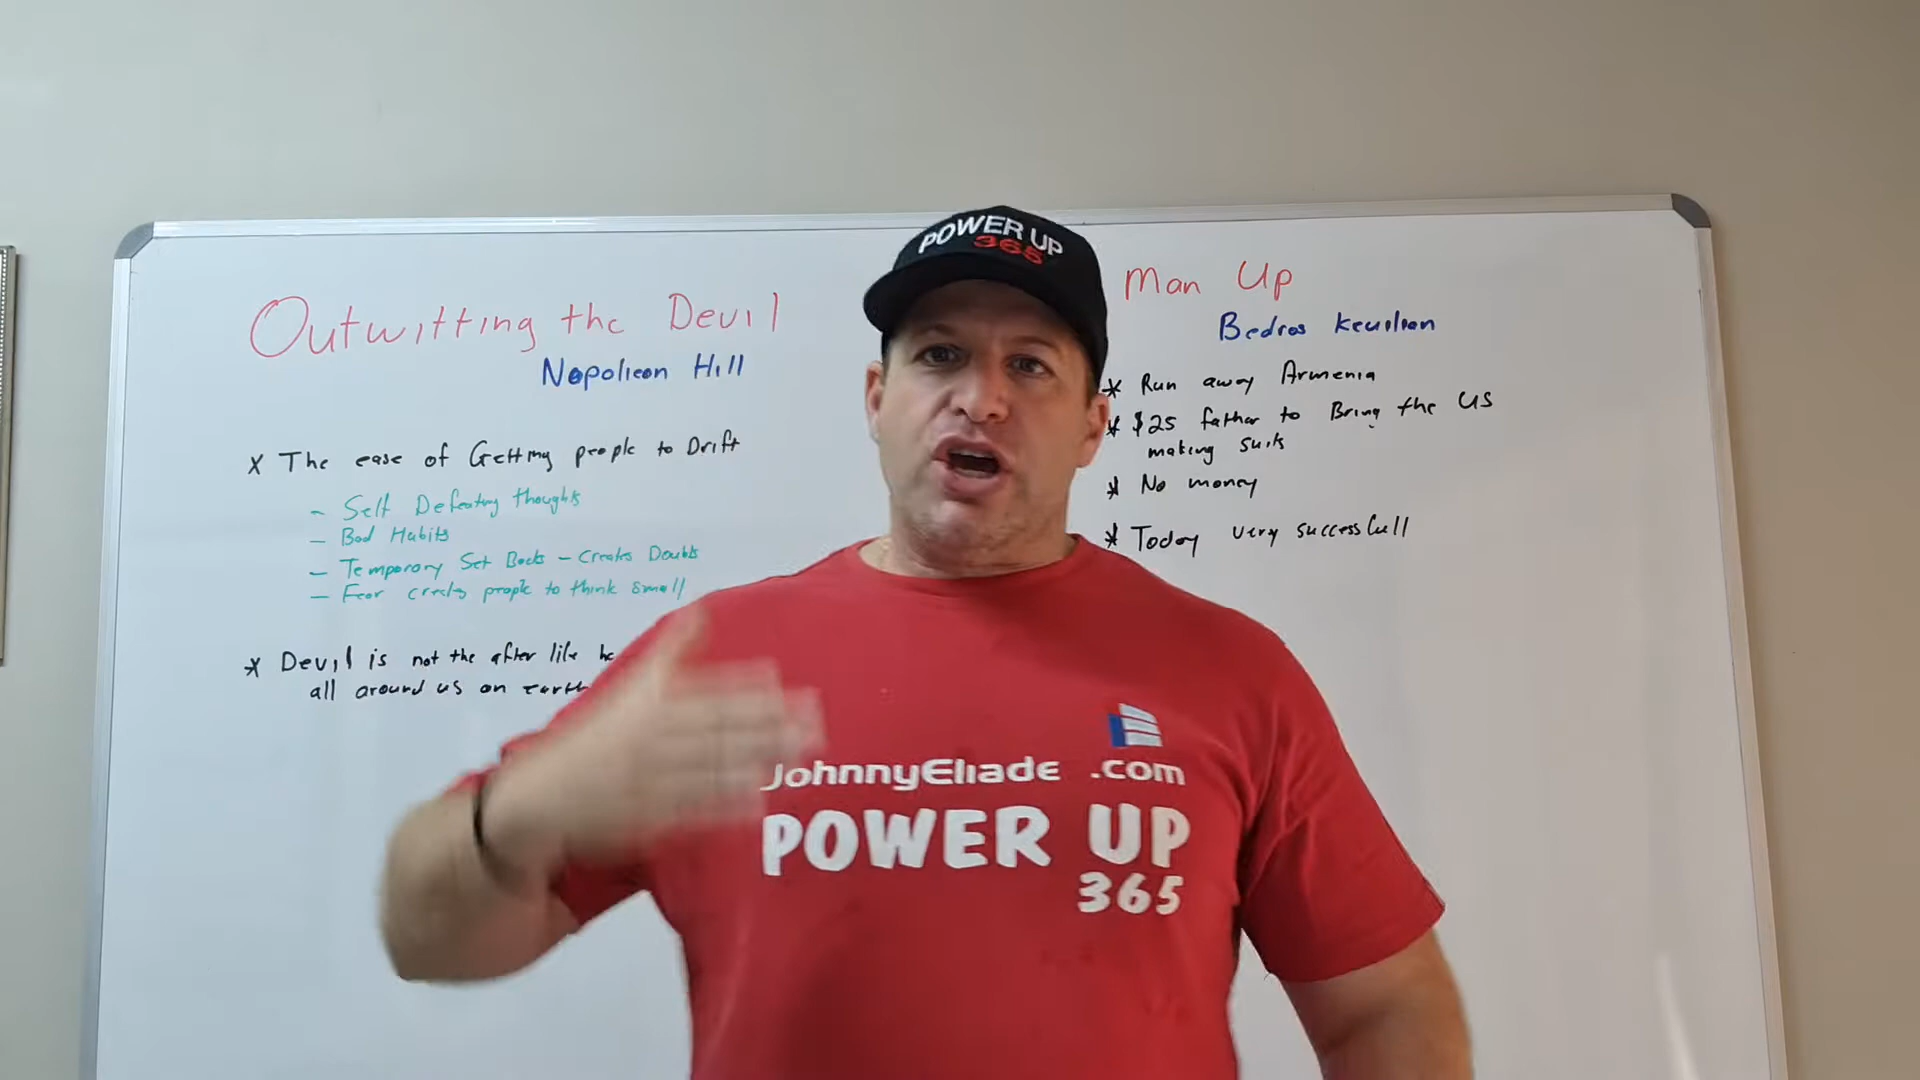 Outwitting the Devil
Napolieon Hill
X The ease of Getting people to Drift
- Self Defeating thoughts
- Bad Habits
- Temporary Set Backs - Creates Doubts
- Fear creates people to think small
* Devil is not the after life
all around us on earth
POWER UP
365
Man Up
Bedros Keuilian
* Run away Armenia
* $25 father to Bring the US
making suits
* No money
* Today very successfull
JohnnyEliade .com
POWER UP
365